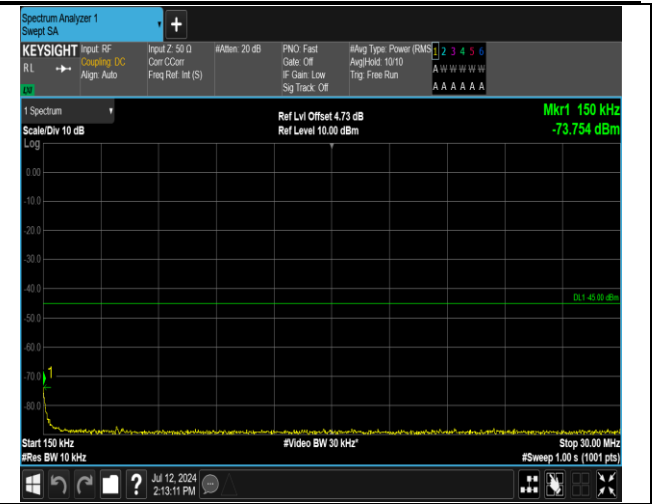 Spectrum Analyzer 1
Swept SA
+
KEYSIGHT
RL
LXI
Input: RF
Coupling: DC
Align: Auto
Input Z: 50 Ω
Corr CCorr
Freq Ref: Int (S)
#Atten: 20 dB
PNO: Fast
Gate: Off
IF Gain: Low
Sig Track: Off
#Avg Type: Power (RMS
Avg|Hold: 10/10
Trig: Free Run
1 2 3 4 5 6
A W W W W W
A A A A A A
1 Spectrum
Scale/Div 10 dB
Log
Ref Lvl Offset 4.73 dB
Ref Level 10.00 dBm
Mkr1 150 kHz
-73.754 dBm
0.00
-10.0
-20.0
-30.0
-40.0
DL1 -45.00 dBm
-50.0
-60.0
1
-70.0
-80.0
Start 150 kHz
#Video BW 30 kHz*
Stop 30.00 MHz
#Res BW 10 kHz
#Sweep 1.00 s (1001 pts)
?
Jul 12, 2024
2:13:11 PM